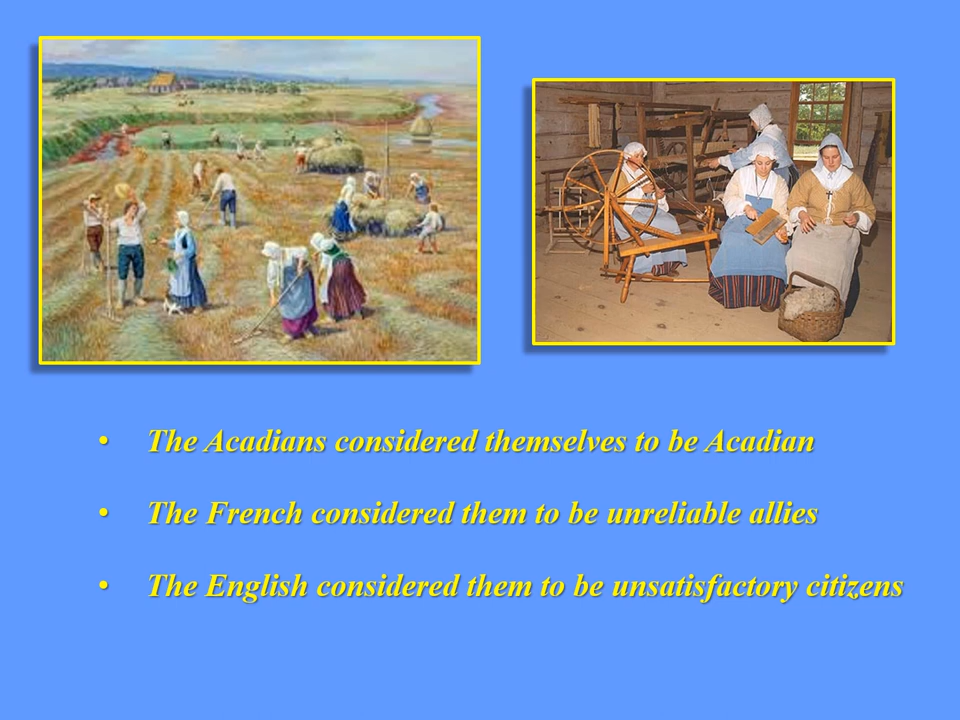 • The Acadians considered themselves to be Acadian
• The French considered them to be unreliable allies
• The English considered them to be unsatisfactory citizens